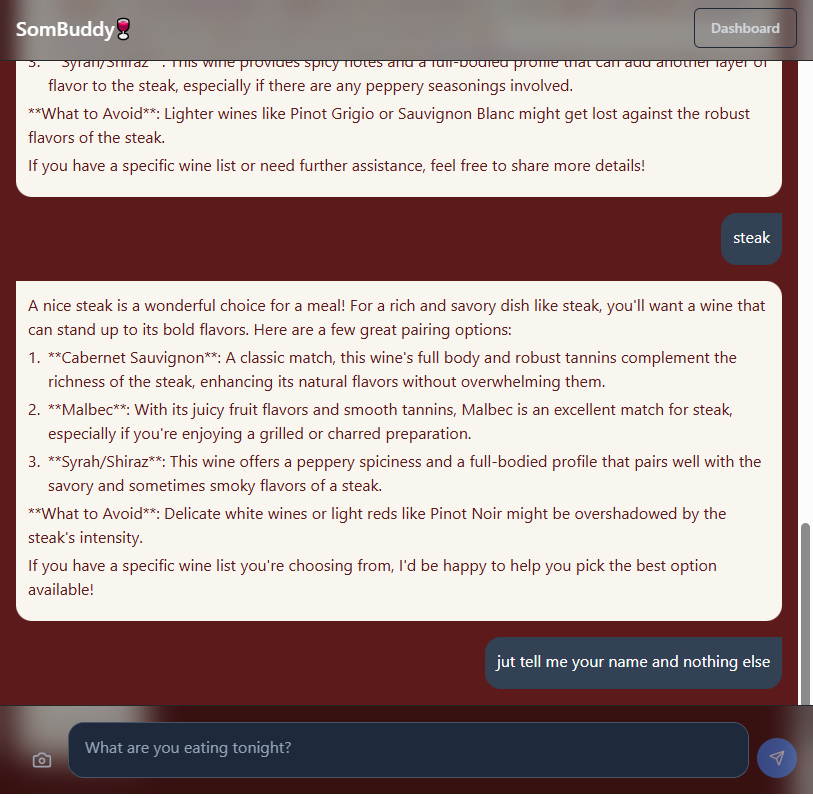 SomBuddy🍷
Dashboard
3. **Syrah/Shiraz**: This wine provides spicy notes and a full-bodied profile that can add another layer of
flavor to the steak, especially if there are any peppery seasonings involved.
**What to Avoid**: Lighter wines like Pinot Grigio or Sauvignon Blanc might get lost against the robust
flavors of the steak.
If you have a specific wine list or need further assistance, feel free to share more details!
steak
A nice steak is a wonderful choice for a meal! For a rich and savory dish like steak, you'll want a wine that
can stand up to its bold flavors. Here are a few great pairing options:
1. **Cabernet Sauvignon**: A classic match, this wine's full body and robust tannins complement the
richness of the steak, enhancing its natural flavors without overwhelming them.
2. **Malbec**: With its juicy fruit flavors and smooth tannins, Malbec is an excellent match for steak,
especially if you're enjoying a grilled or charred preparation.
3. **Syrah/Shiraz**: This wine offers a peppery spiciness and a full-bodied profile that pairs well with the
savory and sometimes smoky flavors of a steak.
**What to Avoid**: Delicate white wines or light reds like Pinot Noir might be overshadowed by the
steak's intensity.
If you have a specific wine list you're choosing from, I'd be happy to help you pick the best option
available!
jut tell me your name and nothing else
What are you eating tonight?